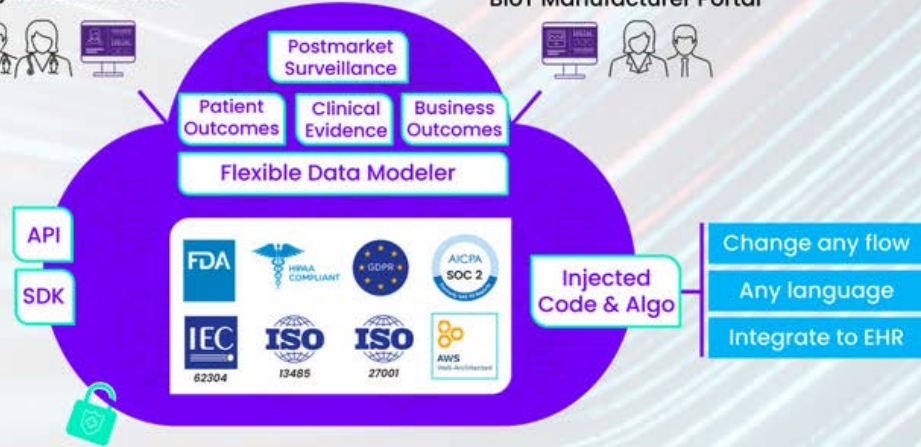 BioT Manufacturer Portal
Postmarket
Surveillance
Patient
Outcomes
Clinical
Evidence
Business
Outcomes
Flexible Data Modeler
API
SDK
FDA
HIPAA
COMPLIANT
GDPR
AICPA
SOC 2
IEC
62304
ISO
13485
ISO
27001
AWS
Well-Architected
Injected
Code & Algo
Change any flow
Any language
Integrate to EHR